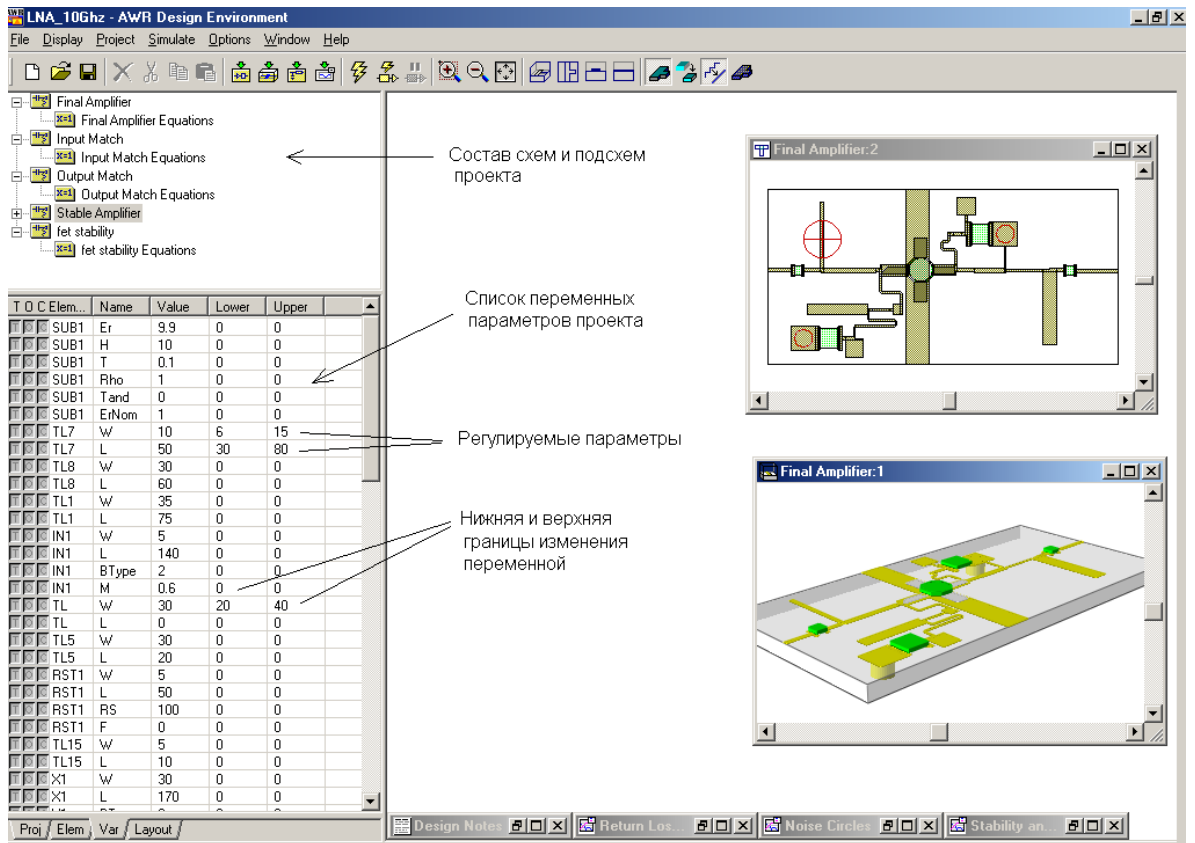 LNA_10Ghz - AWR Design Environment
File Display Project Simulate Options Window Help
Final Amplifier
X=1 Final Amplifier Equations
Input Match
X=1 Input Match Equations
Output Match
X=1 Output Match Equations
Stable Amplifier
fet stability
X=1 fet stability Equations
Состав схем и подсхем
проекта
Final Amplifier:2
T O C Elem... Name Value Lower Upper
T O C SUB1 Er 9.9 0 0
T O C SUB1 H 10 0 0
T O C SUB1 T 0.1 0 0
T O C SUB1 Rho 1 0 0
T O C SUB1 Tand 0 0 0
T O C SUB1 ErNom 1 0 0
T O C TL7 W 10 6 15
T O C TL7 L 50 30 80
T O C TL8 W 30 0 0
T O C TL8 L 60 0 0
T O C TL1 W 35 0 0
T O C TL1 L 75 0 0
T O C IN1 W 5 0 0
T O C IN1 L 140 0 0
T O C IN1 BType 2 0 0
T O C IN1 M 0.6 0 0
T O C TL W 30 20 40
T O C TL L 0 0 0
T O C TL5 W 30 0 0
T O C TL5 L 20 0 0
T O C RST1 W 5 0 0
T O C RST1 L 50 0 0
T O C RST1 RS 100 0 0
T O C RST1 F 0 0 0
T O C TL15 W 5 0 0
T O C TL15 L 10 0 0
T O C X1 W 30 0 0
T O C X1 L 170 0 0
Список переменных
параметров проекта
Регулируемые параметры
Нижняя и верхняя
границы изменения
переменной
Final Amplifier:1
Proj Elem Var Layout
Design Notes
Return Los...
Noise Circles
Stability an...